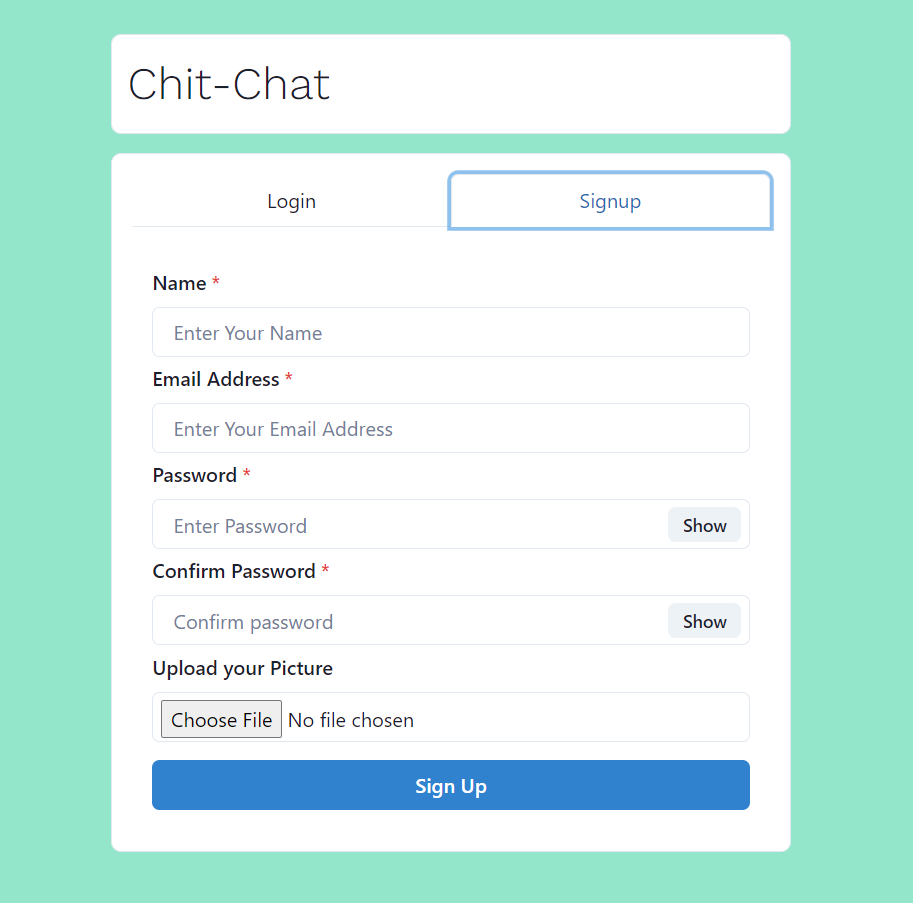 Chit-Chat
Login Signup
Name *
Enter Your Name
Email Address *
Enter Your Email Address
Password *
Enter Password Show
Confirm Password *
Confirm password Show
Upload your Picture
Choose File No file chosen
Sign Up